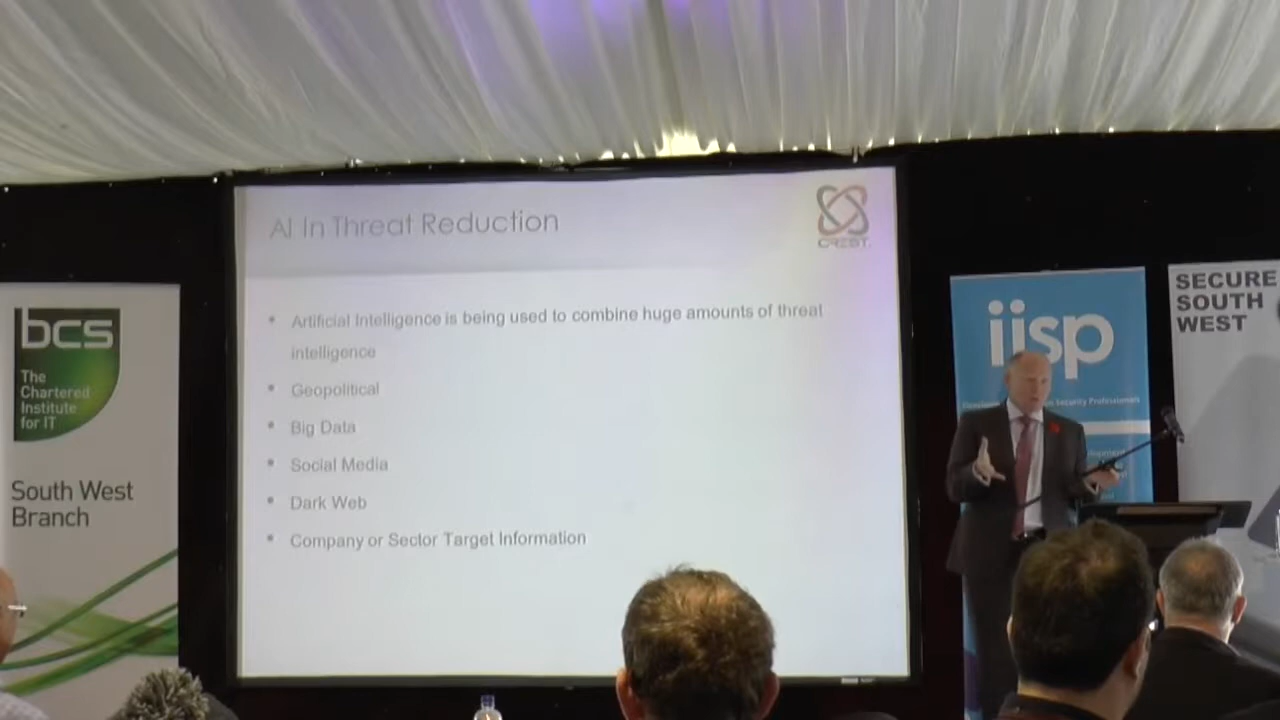 bcs
The
Chartered
Institute
for IT
South West
Branch
AI In Threat Reduction
CREST.
• Artificial Intelligence is being used to combine huge amounts of threat
intelligence
• Geopolitical
• Big Data
• Social Media
• Dark Web
• Company or Sector Target Information
iisp
Security Professionals
SECURE
SOUTH
WEST